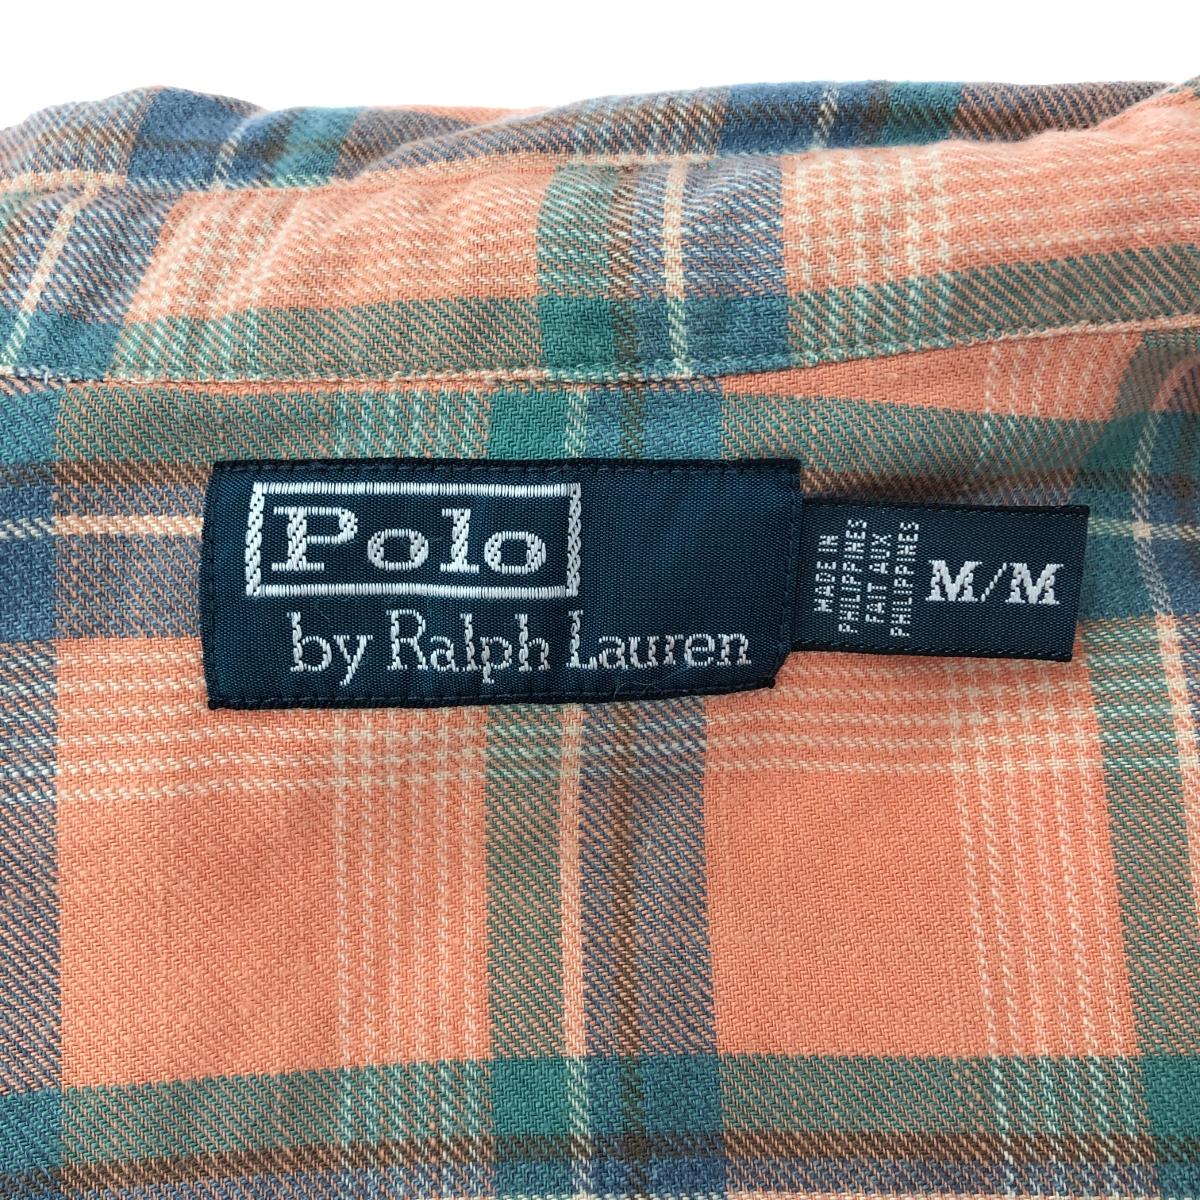 Polo
by Ralph Lauren
MADE IN
PHILIPPINES
FAIT AUX
PHILIPPINES
M/M